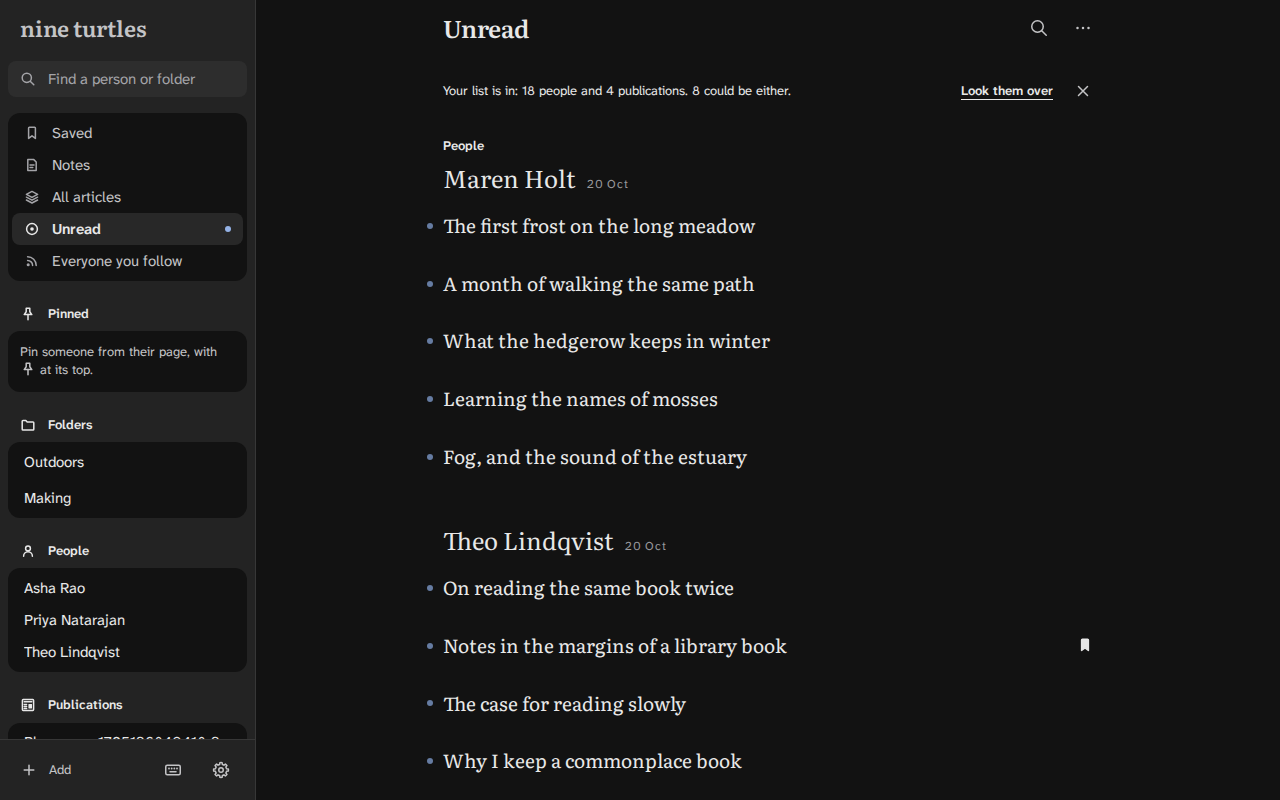 nine turtles
Find a person or folder
Saved
Notes
All articles
Unread
Everyone you follow
Pinned
Pin someone from their page, with
at its top.
Folders
Outdoors
Making
People
Asha Rao
Priya Natarajan
Theo Lindqvist
Publications
Add
Unread
Your list is in: 18 people and 4 publications. 8 could be either.
Look them over
People
Maren Holt 20 Oct
The first frost on the long meadow
A month of walking the same path
What the hedgerow keeps in winter
Learning the names of mosses
Fog, and the sound of the estuary
Theo Lindqvist 20 Oct
On reading the same book twice
Notes in the margins of a library book
The case for reading slowly
Why I keep a commonplace book